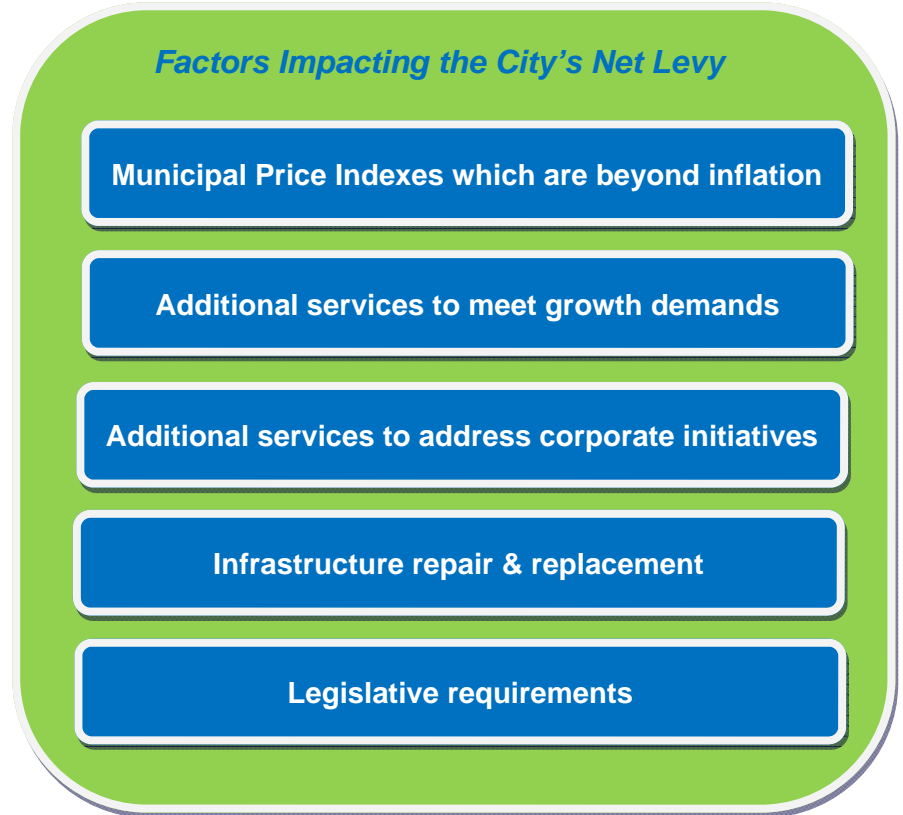 Factors Impacting the City’s Net Levy
Municipal Price Indexes which are beyond inflation
Additional services to meet growth demands
Additional services to address corporate initiatives
Infrastructure repair & replacement
Legislative requirements